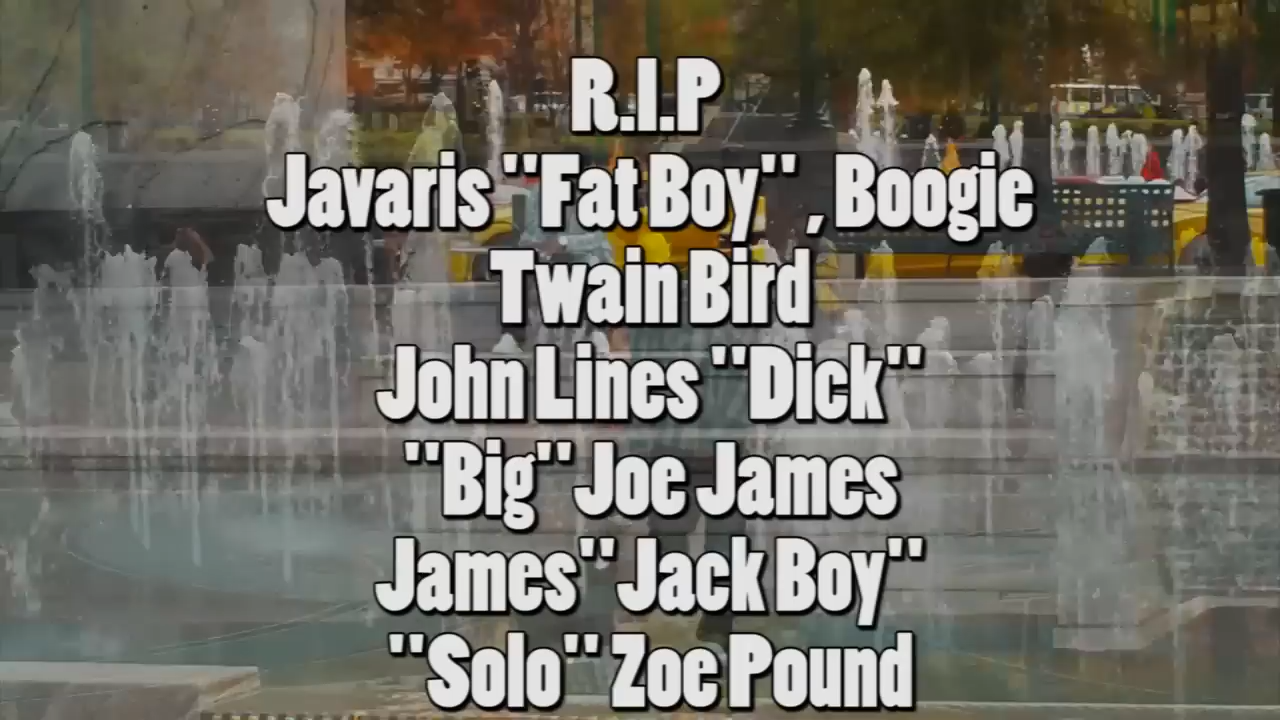 R.I.P
Javaris "Fat Boy" , Boogie
Twain Bird
John Lines "Dick"
"Big" Joe James
James" Jack Boy"
"Solo" Zoe Pound